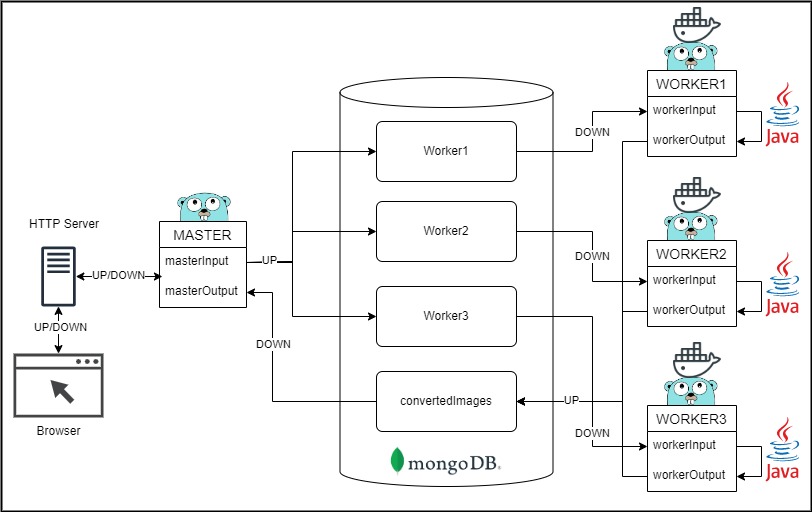 HTTP Server
UP/DOWN
UP/DOWN
Browser
MASTER
masterInput
masterOutput
UP
DOWN
Worker1
Worker2
Worker3
convertedImages
mongoDB.
DOWN
DOWN
UP
DOWN
WORKER1
workerInput
workerOutput
Java
WORKER2
workerInput
workerOutput
Java
WORKER3
workerInput
workerOutput
Java